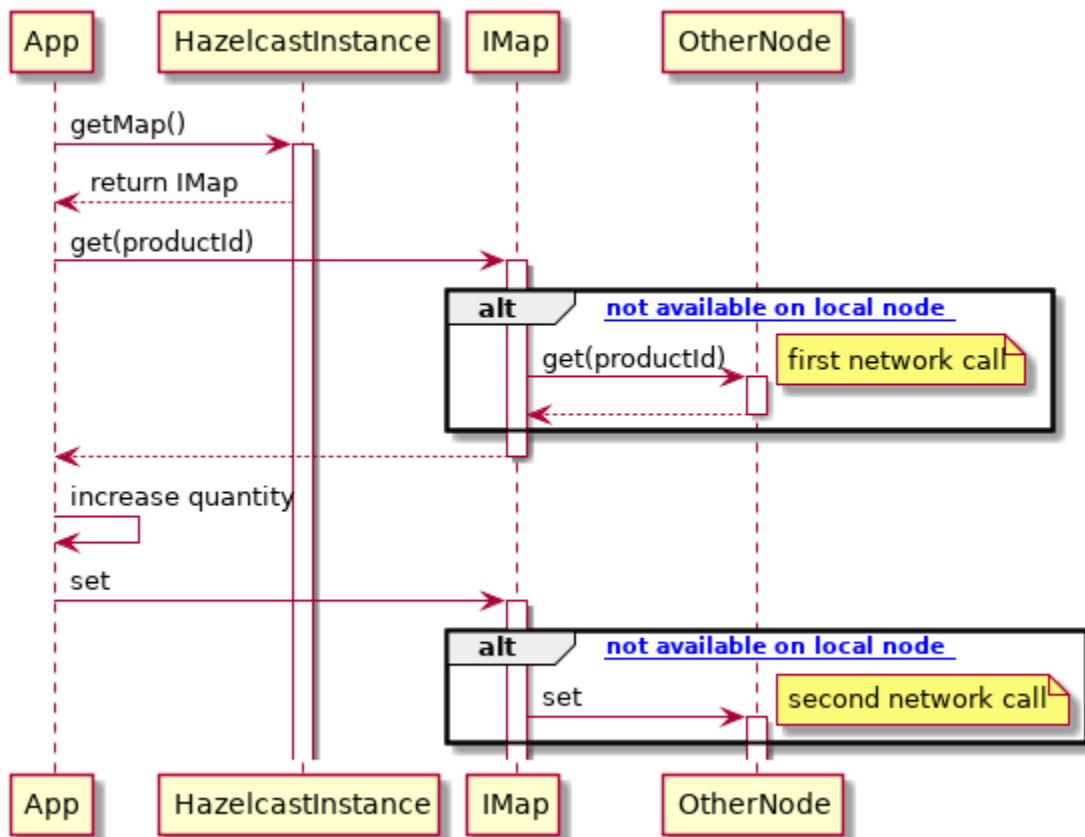 App
HazelcastInstance
IMap
OtherNode
getMap()
return IMap
get(productId)
alt
not available on local node
get(productId)
first network call
increase quantity
set
alt
not available on local node
set
second network call
App
HazelcastInstance
IMap
OtherNode